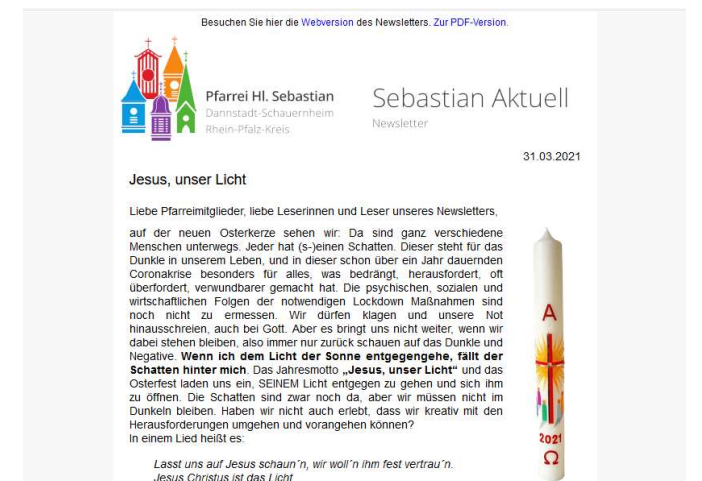 Besuchen Sie hier die Webversion des Newsletters. Zur PDF-Version.
Pfarrei Hl. Sebastian
Dannstadt-Schauernheim
Rhein-Pfalz-Kreis
Sebastian Aktuell
Newsletter
31.03.2021
Jesus, unser Licht
Liebe Pfarreimitglieder, liebe Leserinnen und Leser unseres Newsletters,
auf der neuen Osterkerze sehen wir: Da sind ganz verschiedene
Menschen unterwegs. Jeder hat (s-)einen Schatten. Dieser steht für das
Dunkle in unserem Leben, und in dieser schon über ein Jahr dauernden
Coronakrise besonders für alles, was bedrängt, herausfordert, oft
überfordert, verwundbarer gemacht hat. Die psychischen, sozialen und
wirtschaftlichen Folgen der notwendigen Lockdown Maßnahmen sind
noch nicht zu ermessen. Wir dürfen klagen und unsere Not
hinausschreien, auch bei Gott. Aber es bringt uns nicht weiter, wenn wir
dabei stehen bleiben, also immer nur zurück schauen auf das Dunkle und
Negative. Wenn ich dem Licht der Sonne entgegengehe, fällt der
Schatten hinter mich. Das Jahresmotto „Jesus, unser Licht“ und das
Osterfest laden uns ein, SEINEM Licht entgegen zu gehen und sich ihm
zu öffnen. Die Schatten sind zwar noch da, aber wir müssen nicht im
Dunkeln bleiben. Haben wir nicht auch erlebt, dass wir kreativ mit den
Herausforderungen umgehen und vorangehen können?
In einem Lied heißt es:
Lasst uns auf Jesus schaun´n, wir woll´n ihm fest vertrau´n.
Jesus Christus ist das Licht
Α
2021
Ω